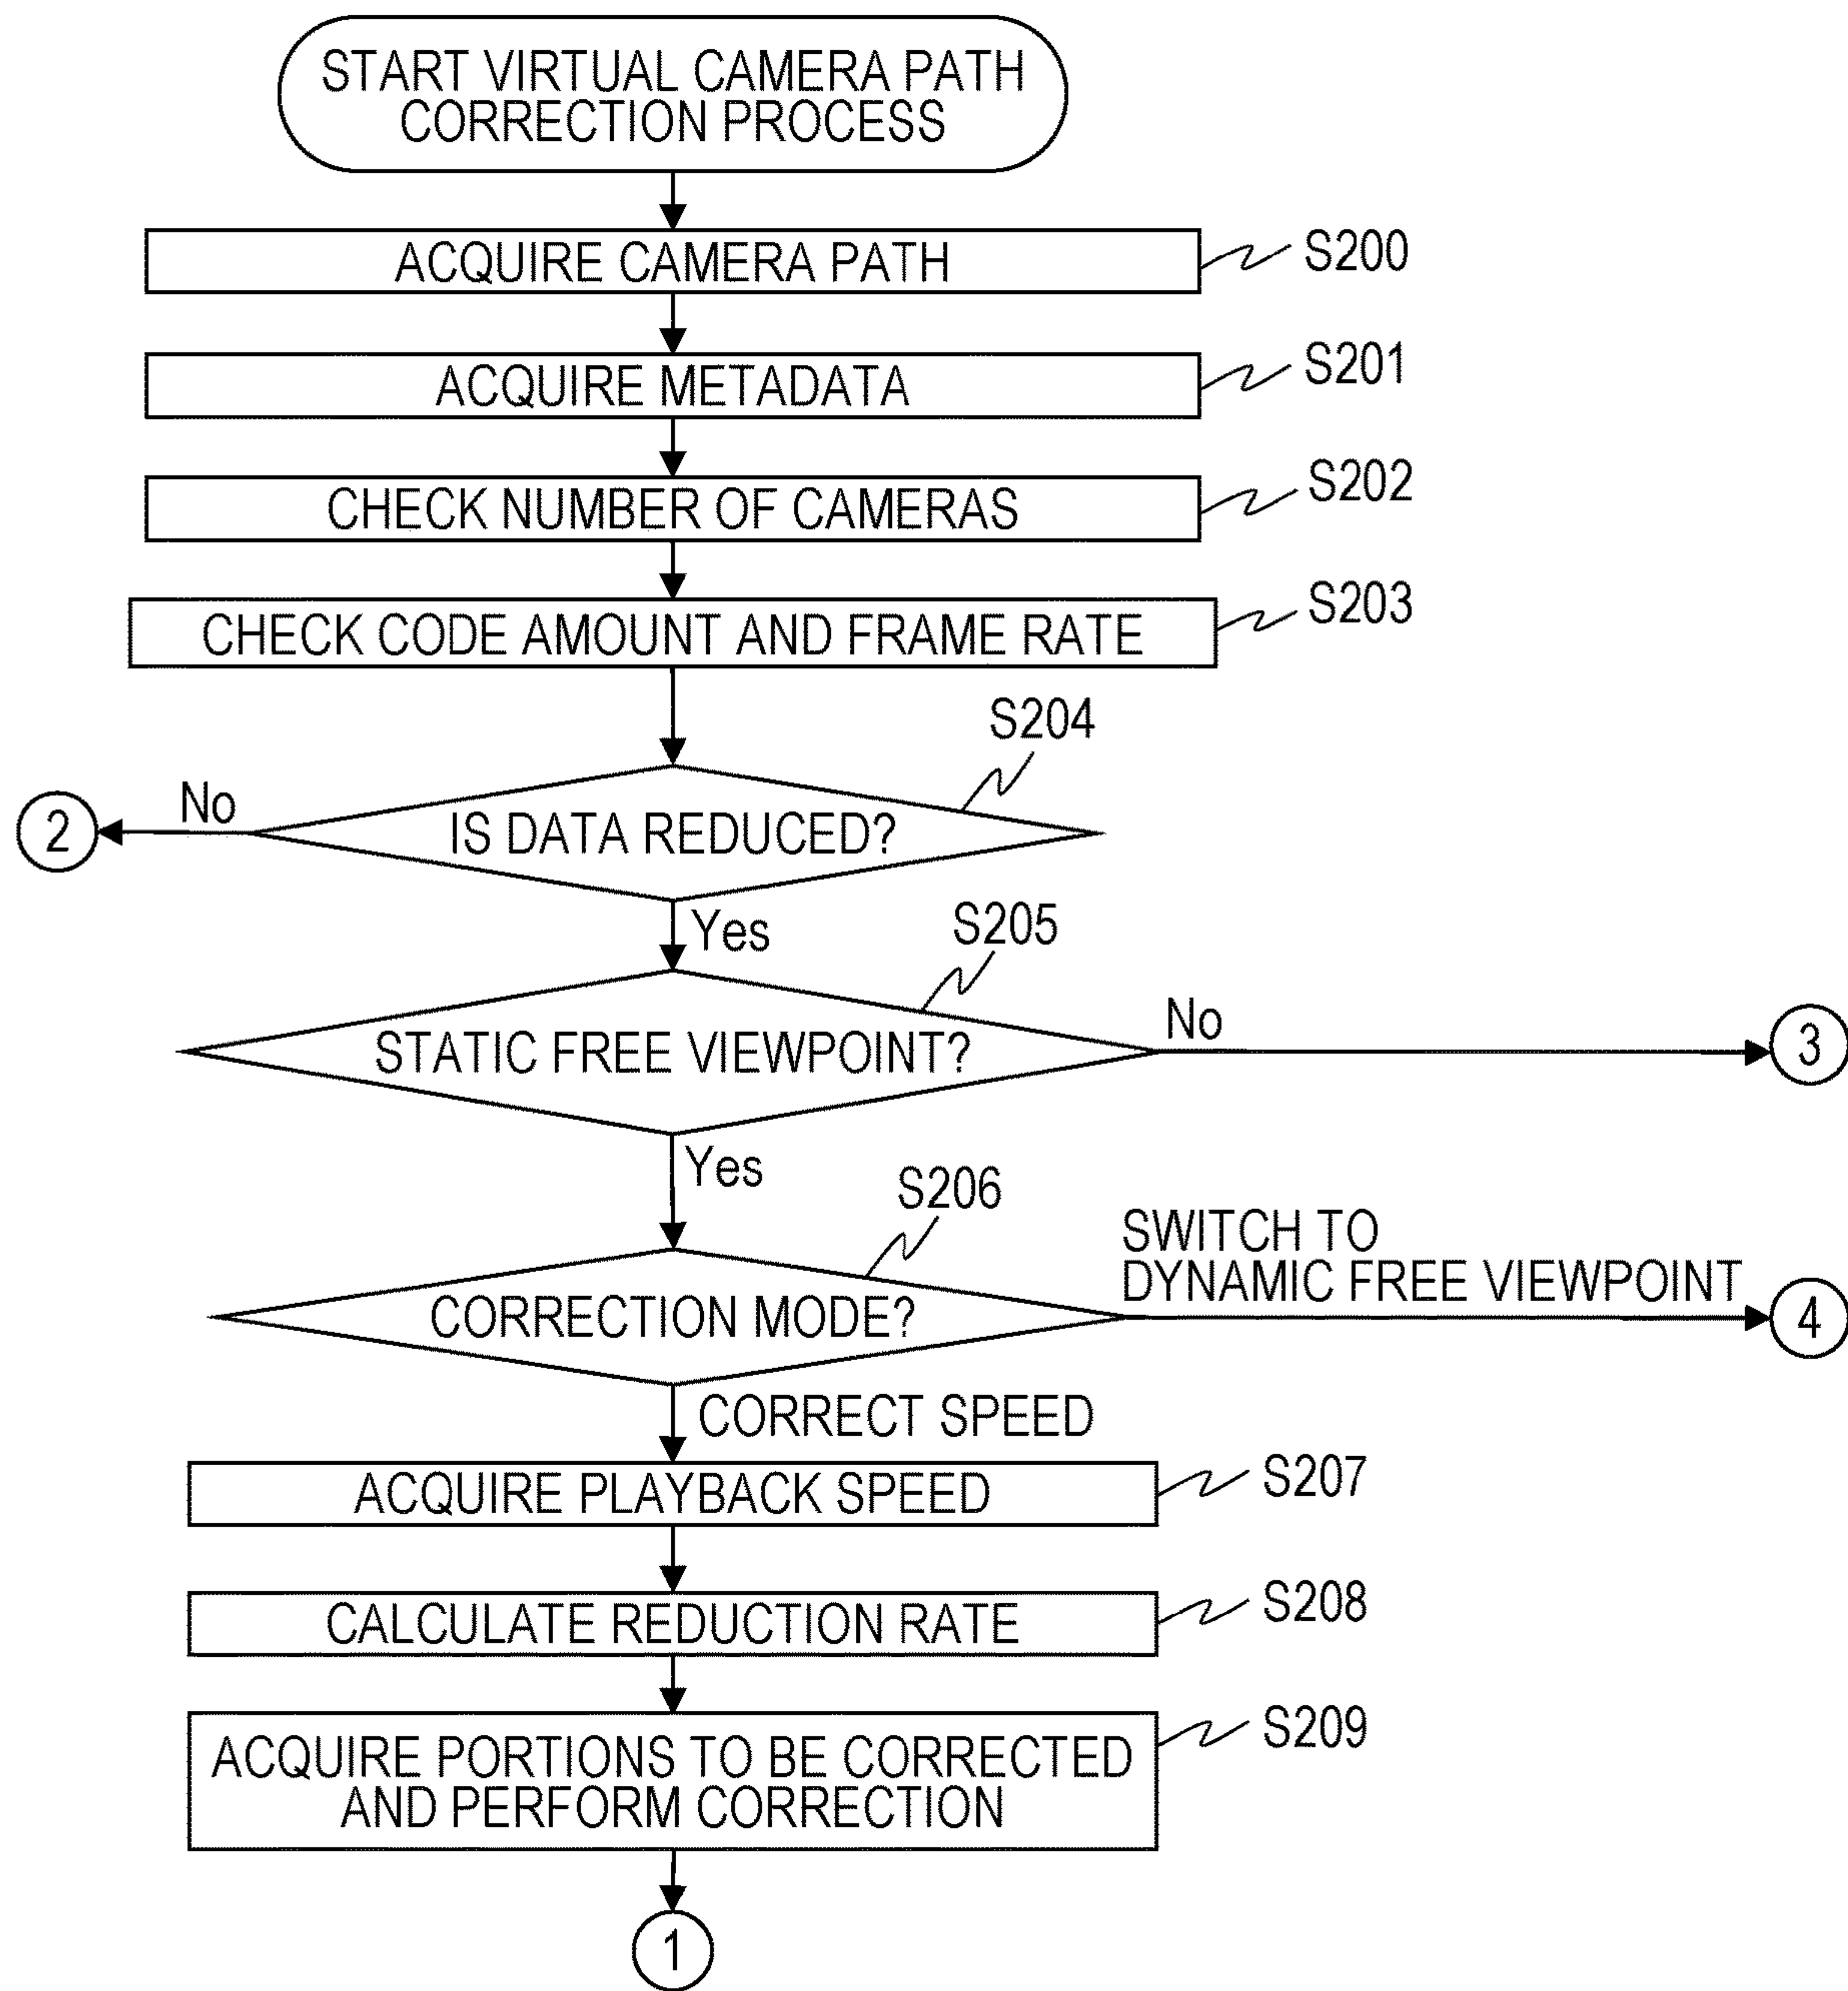 START VIRTUAL CAMERA PATH
CORRECTION PROCESS
ACQUIRE CAMERA PATH
S200
ACQUIRE METADATA
S201
CHECK NUMBER OF CAMERAS
S202
CHECK CODE AMOUNT AND FRAME RATE
S203
S204
2
No
IS DATA REDUCED?
Yes
S205
STATIC FREE VIEWPOINT?
No
3
Yes
S206
CORRECTION MODE?
SWITCH TO
DYNAMIC FREE VIEWPOINT
4
CORRECT SPEED
ACQUIRE PLAYBACK SPEED
S207
CALCULATE REDUCTION RATE
S208
ACQUIRE PORTIONS TO BE CORRECTED
AND PERFORM CORRECTION
S209
1